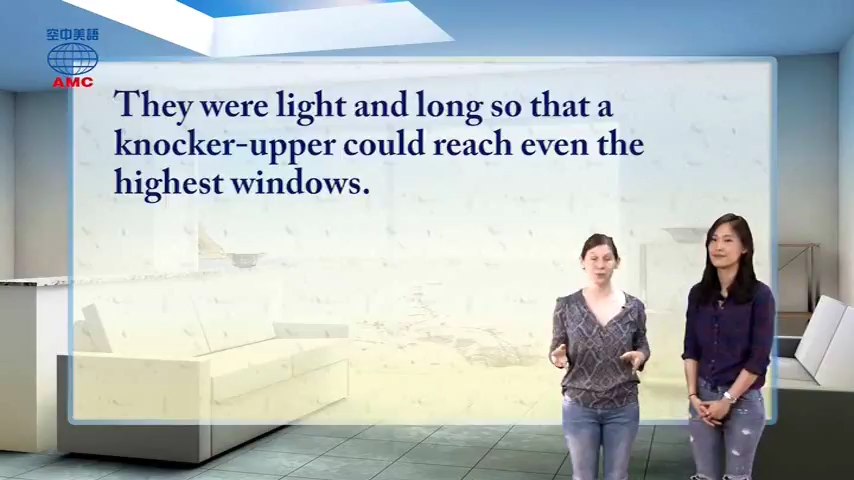 空中美語
AMC
They were light and long so that a
knocker-upper could reach even the
highest windows.